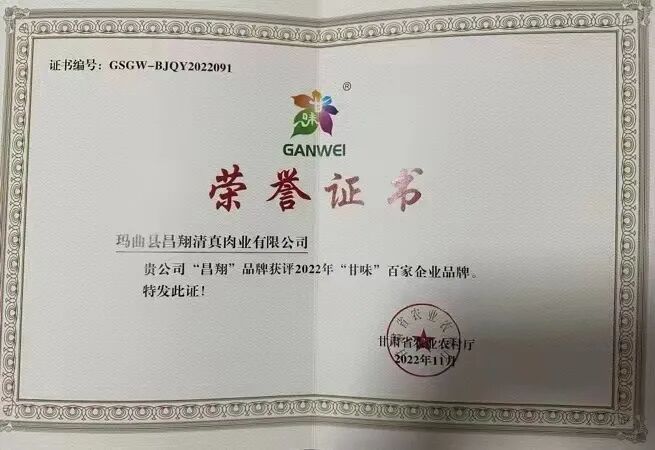 证书编号：GSGW-BJQY2022091
®
甘味
GANWEI
荣誉证书
玛曲县昌翔清真肉业有限公司
贵公司“昌翔”品牌获评2022年“甘味”百家企业品牌。
特发此证！
甘肃省农业农村厅
2022年11月